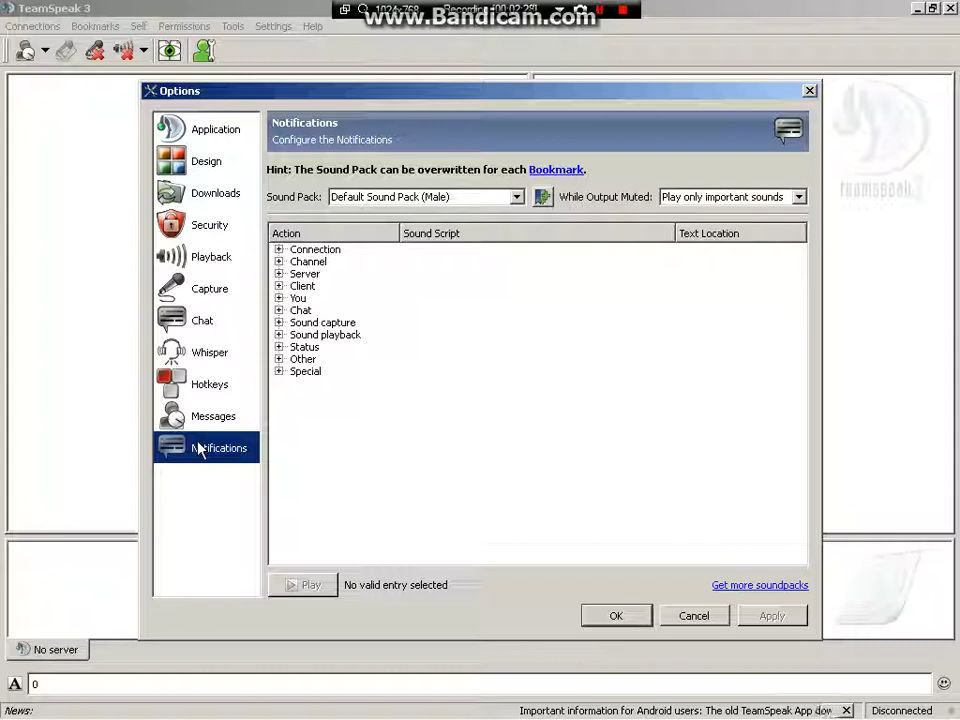 TeamSpeak 3
1024x768
Recording
www.Bandicam.com
Connections Bookmarks Self Permissions Tools Settings Help
Options
Application
Design
Downloads
Security
Playback
Capture
Chat
Whisper
Hotkeys
Messages
Notifications
Notifications
Configure the Notifications
Hint: The Sound Pack can be overwritten for each Bookmark.
Sound Pack: Default Sound Pack (Male) While Output Muted: Play only important sounds
Action Sound Script Text Location
Connection
Channel
Server
Client
You
Chat
Sound capture
Sound playback
Status
Other
Special
Play No valid entry selected Get more soundpacks
OK Cancel Apply
teamspeak
No server
A 0
News: Important information for Android users: The old TeamSpeak App Disconnected